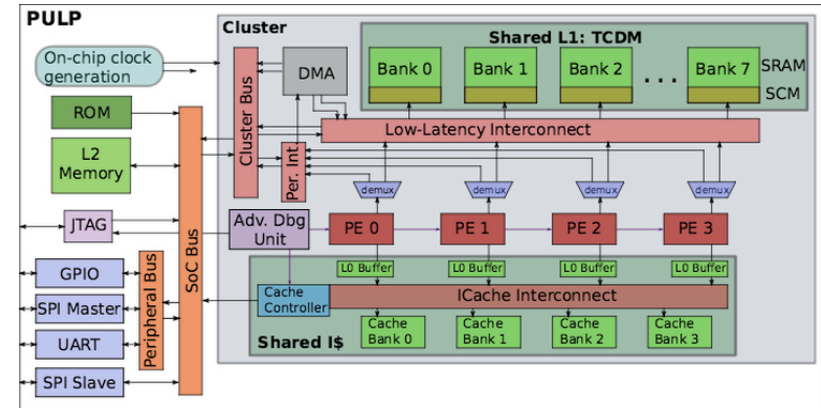 PULP
Cluster
On-chip clock
generation
ROM
L2
Memory
JTAG
GPIO
SPI Master
UART
SPI Slave
Peripheral Bus
SoC Bus
Cluster Bus
DMA
Per. Int.
Shared L1: TCDM
Bank 0
Bank 1
Bank 2
...
Bank 7
SRAM
SCM
Low-Latency Interconnect
demux
demux
demux
demux
Adv. Dbg
Unit
PE 0
PE 1
PE 2
PE 3
L0 Buffer
L0 Buffer
L0 Buffer
L0 Buffer
Cache
Controller
ICache Interconnect
Cache
Bank 0
Cache
Bank 1
Cache
Bank 2
Cache
Bank 3
Shared I$